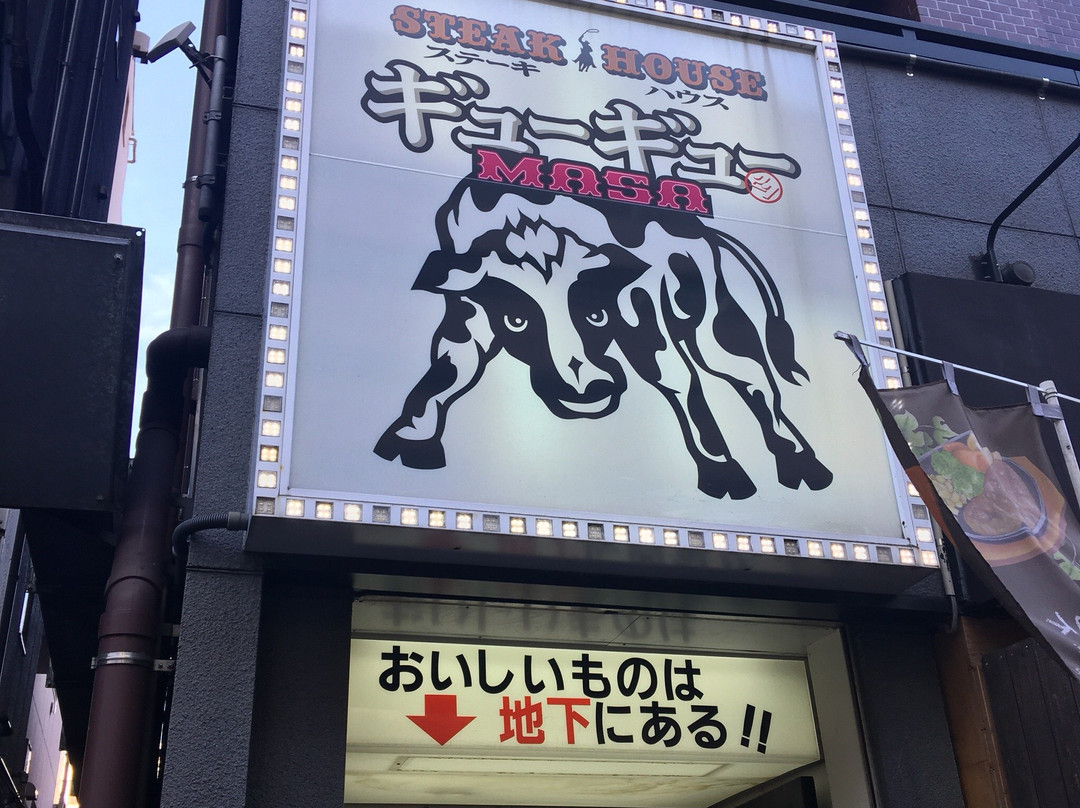 STEAK HOUSE
ステーキ ハウス
ギューギュー
MASA
おいしいものは
地下にある!!